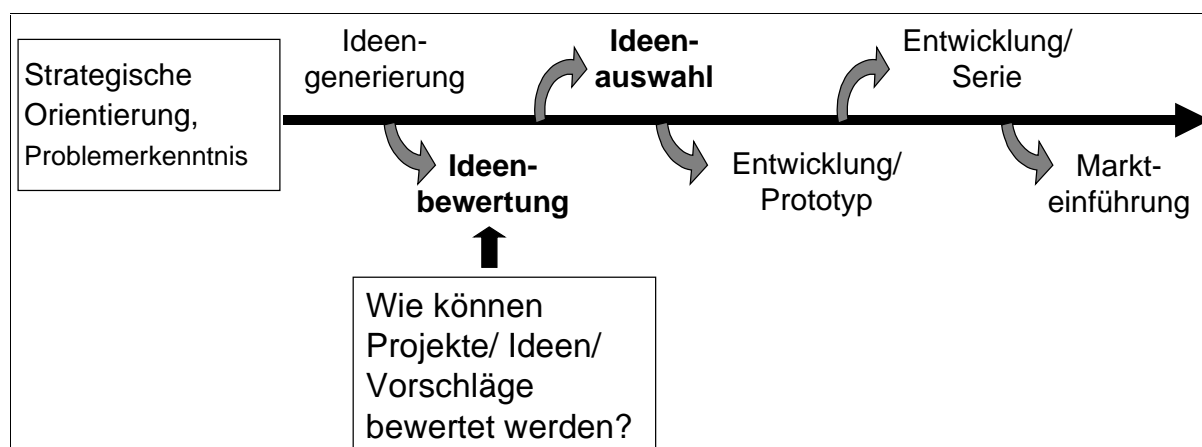 Strategische
Orientierung,
Problemerkenntnis
Ideen-
generierung
Ideen-
bewertung
Ideen-
auswahl
Entwicklung/
Prototyp
Entwicklung/
Serie
Markt-
einführung
Wie können
Projekte/ Ideen/
Vorschläge
bewertet werden?